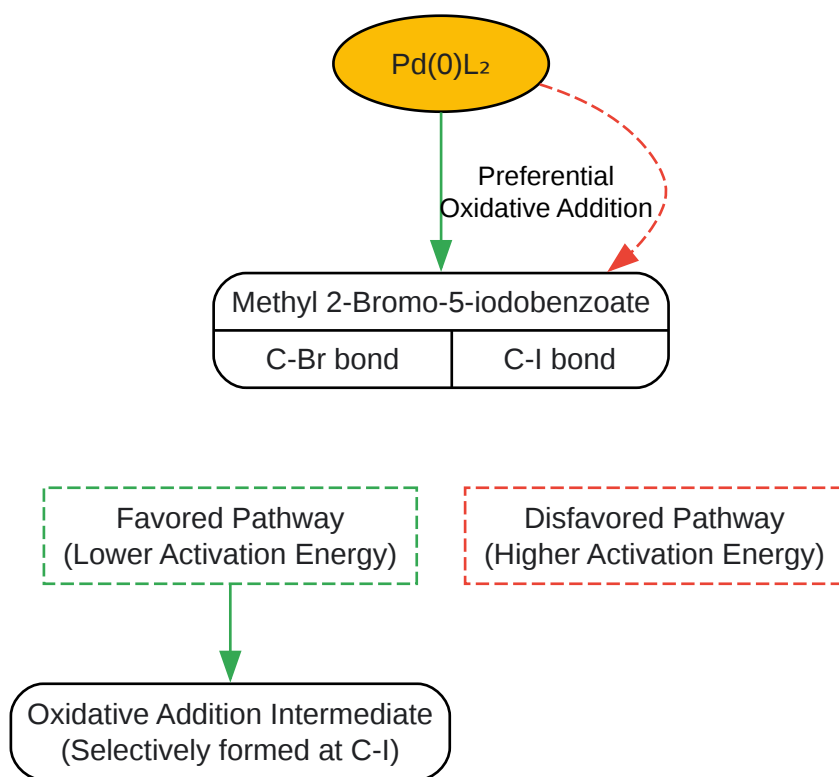 Pd(0)L₂
Preferential
Oxidative Addition
Methyl 2-Bromo-5-iodobenzoate
C-Br bond
C-I bond
Favored Pathway
(Lower Activation Energy)
Disfavored Pathway
(Higher Activation Energy)
Oxidative Addition Intermediate
(Selectively formed at C-I)